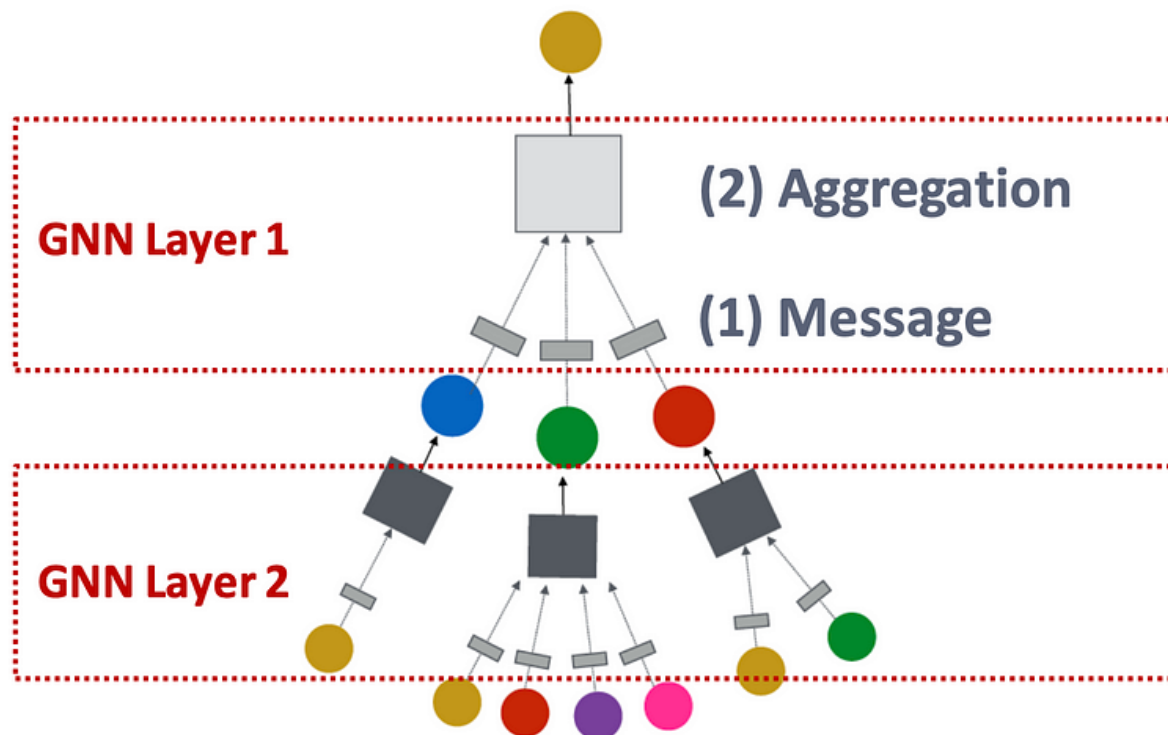 (2) Aggregation
GNN Layer 1
(1) Message
GNN Layer 2